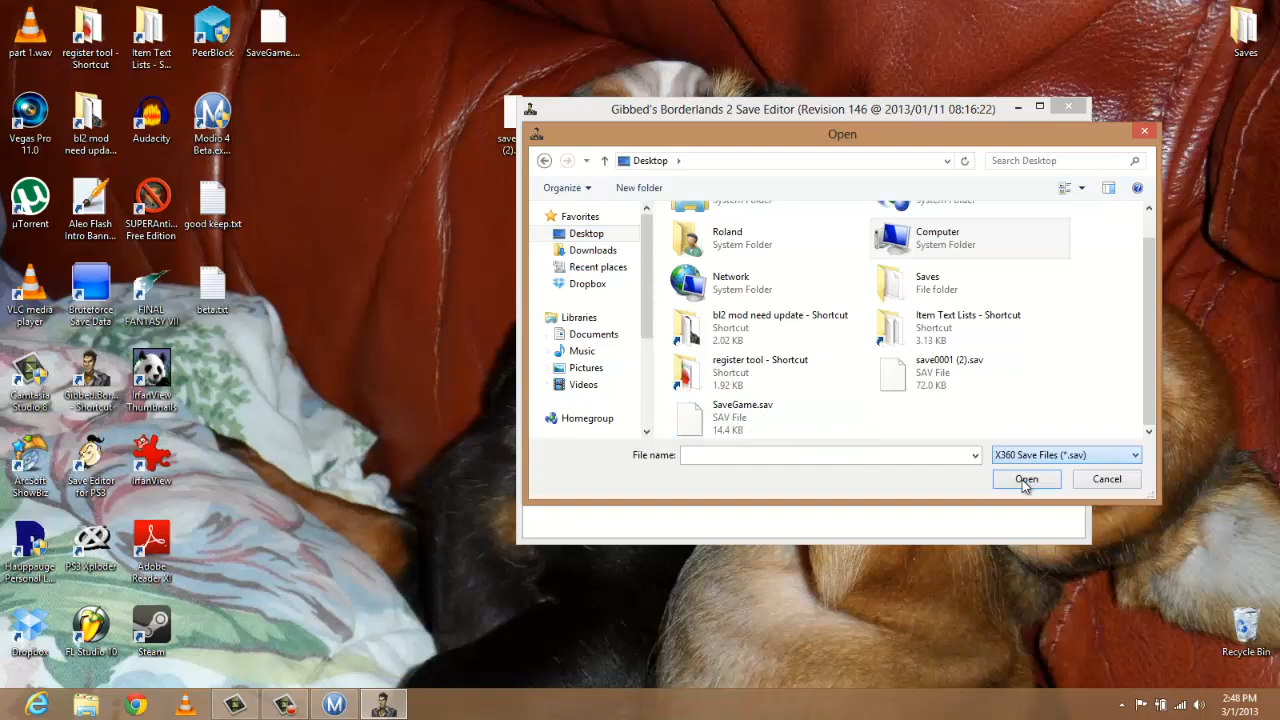 part 1.wav
register tool -
Shortcut
Item Text
Lists - S...
PeerBlock
SaveGame....
Saves
Vegas Pro
11.0
bl2 mod
need upda...
Audacity
Modio 4
Beta.ex...
save
(2).
µTorrent
Aleo Flash
Intro Bann...
SUPERAnti...
Free Edition
good keep.txt
VLC media
player
Bruteforce
Save Data
FINAL
FANTASY VII
beta.txt
Camtasia
Studio 8
Gibbed.Bor...
- Shortcut
IrfanView
Thumbnails
ArcSoft
ShowBiz
Save Editor
for PS3
IrfanView
Hauppauge
Personal L...
PS3 Xploder
Adobe
Reader XI
Dropbox
FL Studio 10
Steam
Recycle Bin
Gibbed's Borderlands 2 Save Editor (Revision 146 @ 2013/01/11 08:16:22)
Open
Desktop
Search Desktop
Organize
New folder
Favorites
Desktop
Downloads
Recent places
Dropbox
Libraries
Documents
Music
Pictures
Videos
Homegroup
System Folder
System Folder
Roland
System Folder
Computer
System Folder
Network
System Folder
Saves
File folder
bl2 mod need update - Shortcut
Shortcut
2.02 KB
Item Text Lists - Shortcut
Shortcut
3.13 KB
register tool - Shortcut
Shortcut
1.92 KB
save0001 (2).sav
SAV File
72.0 KB
SaveGame.sav
SAV File
14.4 KB
File name:
X360 Save Files (*.sav)
Open
Cancel
2:48 PM
3/1/2013